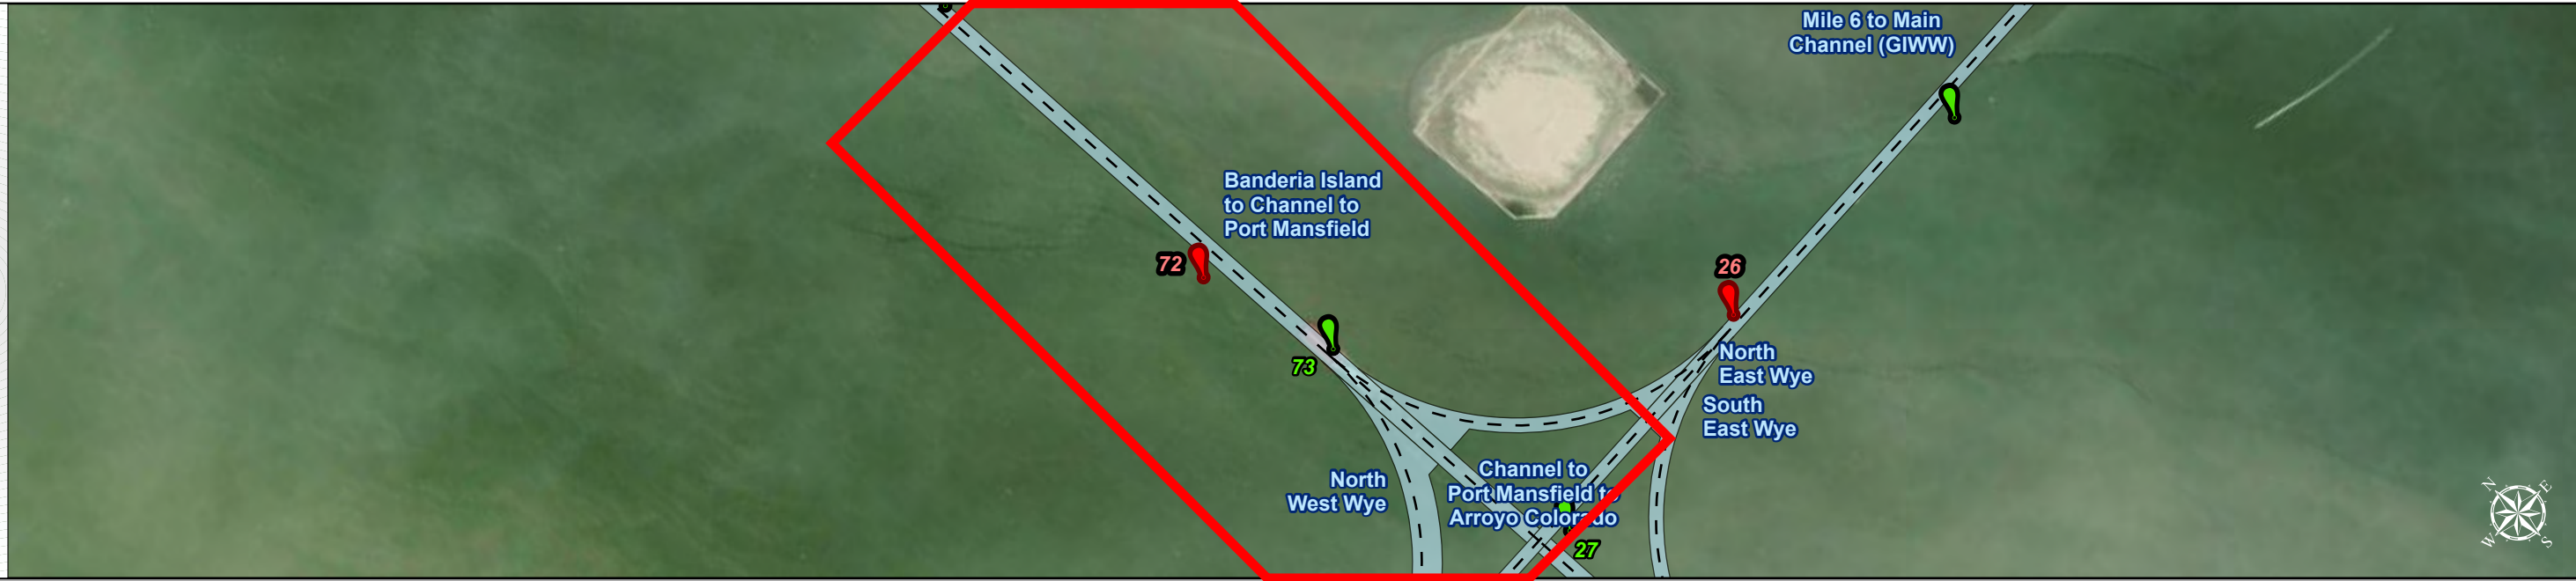 Mile 6 to Main
Channel (GIWW)
Banderia Island
to Channel to
Port Mansfield
72
26
73
North
East Wye
South
East Wye
North
West Wye
Channel to
Port Mansfield to
Arroyo Colorado
27
N
E
W
S